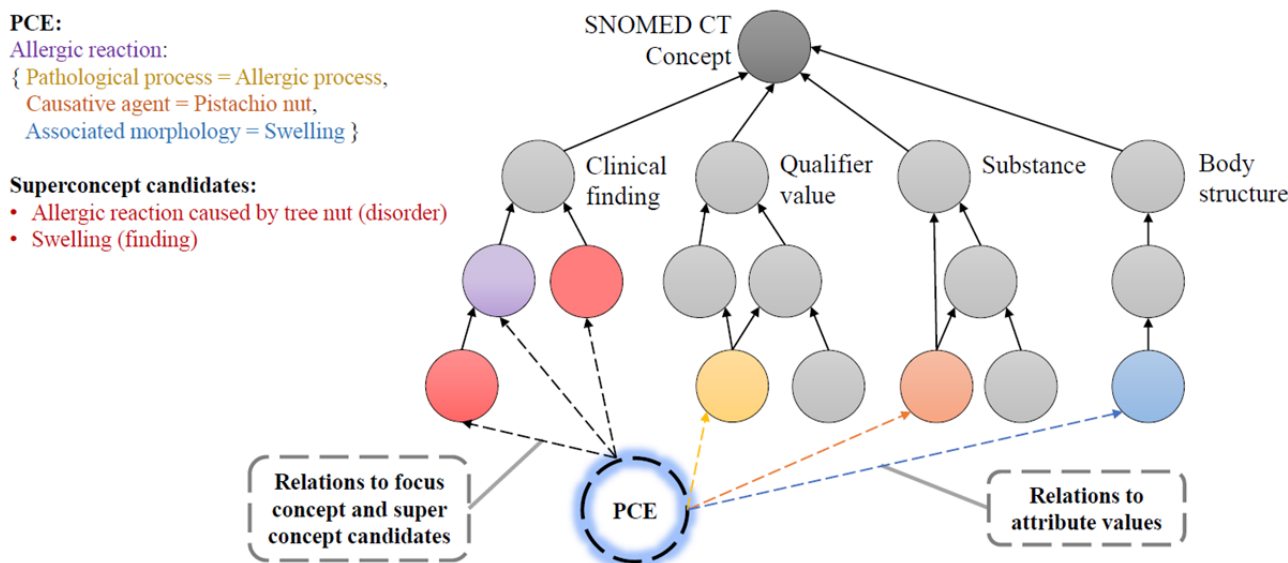 PCE:
Allergic reaction:
{ Pathological process = Allergic process,
Causative agent = Pistachio nut,
Associated morphology = Swelling }
Superconcept candidates:
• Allergic reaction caused by tree nut (disorder)
• Swelling (finding)
SNOMED CT
Concept
Clinical
finding
Qualifier
value
Substance
Body
structure
Relations to focus
concept and super
concept candidates
PCE
Relations to
attribute values